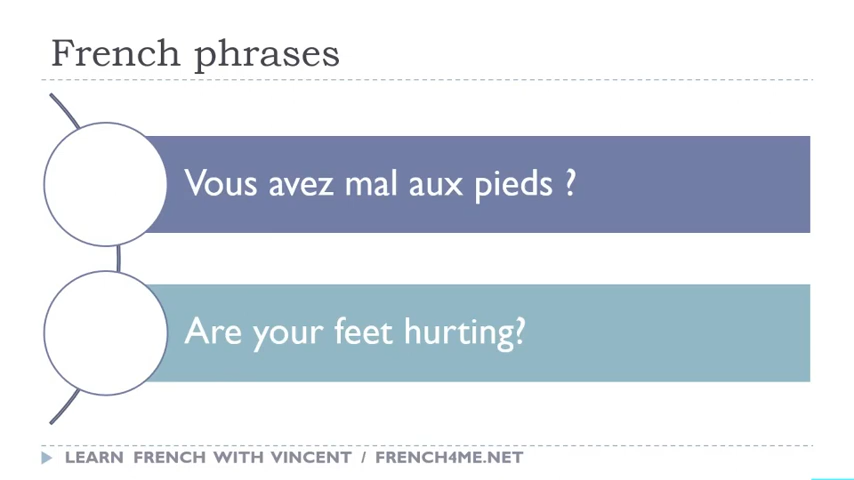 French phrases
Vous avez mal aux pieds ?
Are your feet hurting?
LEARN FRENCH WITH VINCENT / FRENCH4ME.NET